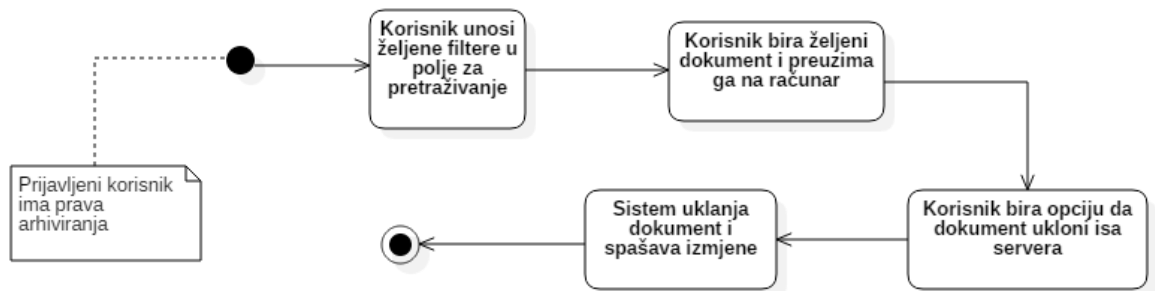 Korisnik unosi
željene filtere u
polje za
pretraživanje
Korisnik bira željeni
dokument i preuzima
ga na računar
Prijavljeni korisnik
ima prava
arhiviranja
Korisnik bira opciju da
dokument ukloni isa
servera
Sistem uklanja
dokument i
spašava izmjene